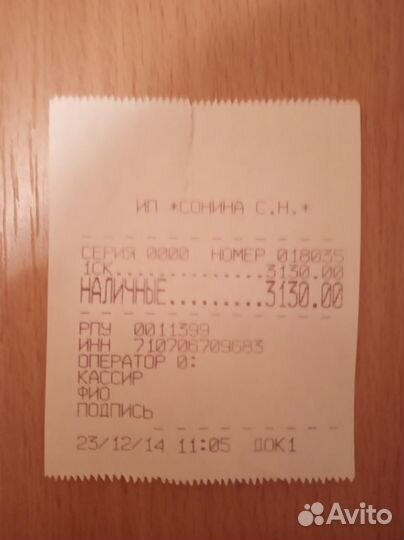 ИП *СОНИНА С.Н.*
СЕРИЯ 0000 НОМЕР 018035
1СК..............3130.00
НАЛИЧНЫЕ.........3130.00
РПУ 0011399
ИНН 710706709683
ОПЕРАТОР 0:
КАССИР
ФИО
ПОДПИСЬ
23/12/14 11:05 ДОК1
Avito